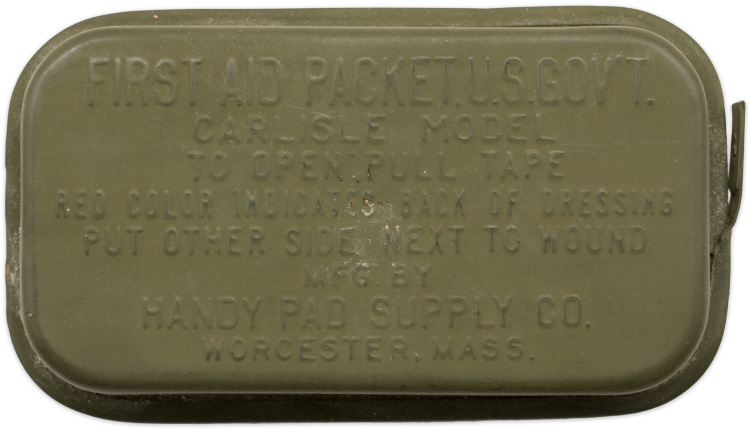 FIRST AID PACKET, U.S. GOV'T.
CARLISLE MODEL
TO OPEN PULL TAPE
RED COLOR INDICATES BACK OF DRESSING
PUT OTHER SIDE NEXT TO WOUND
MFG. BY
HANDY PAD SUPPLY CO.
WORCESTER, MASS.